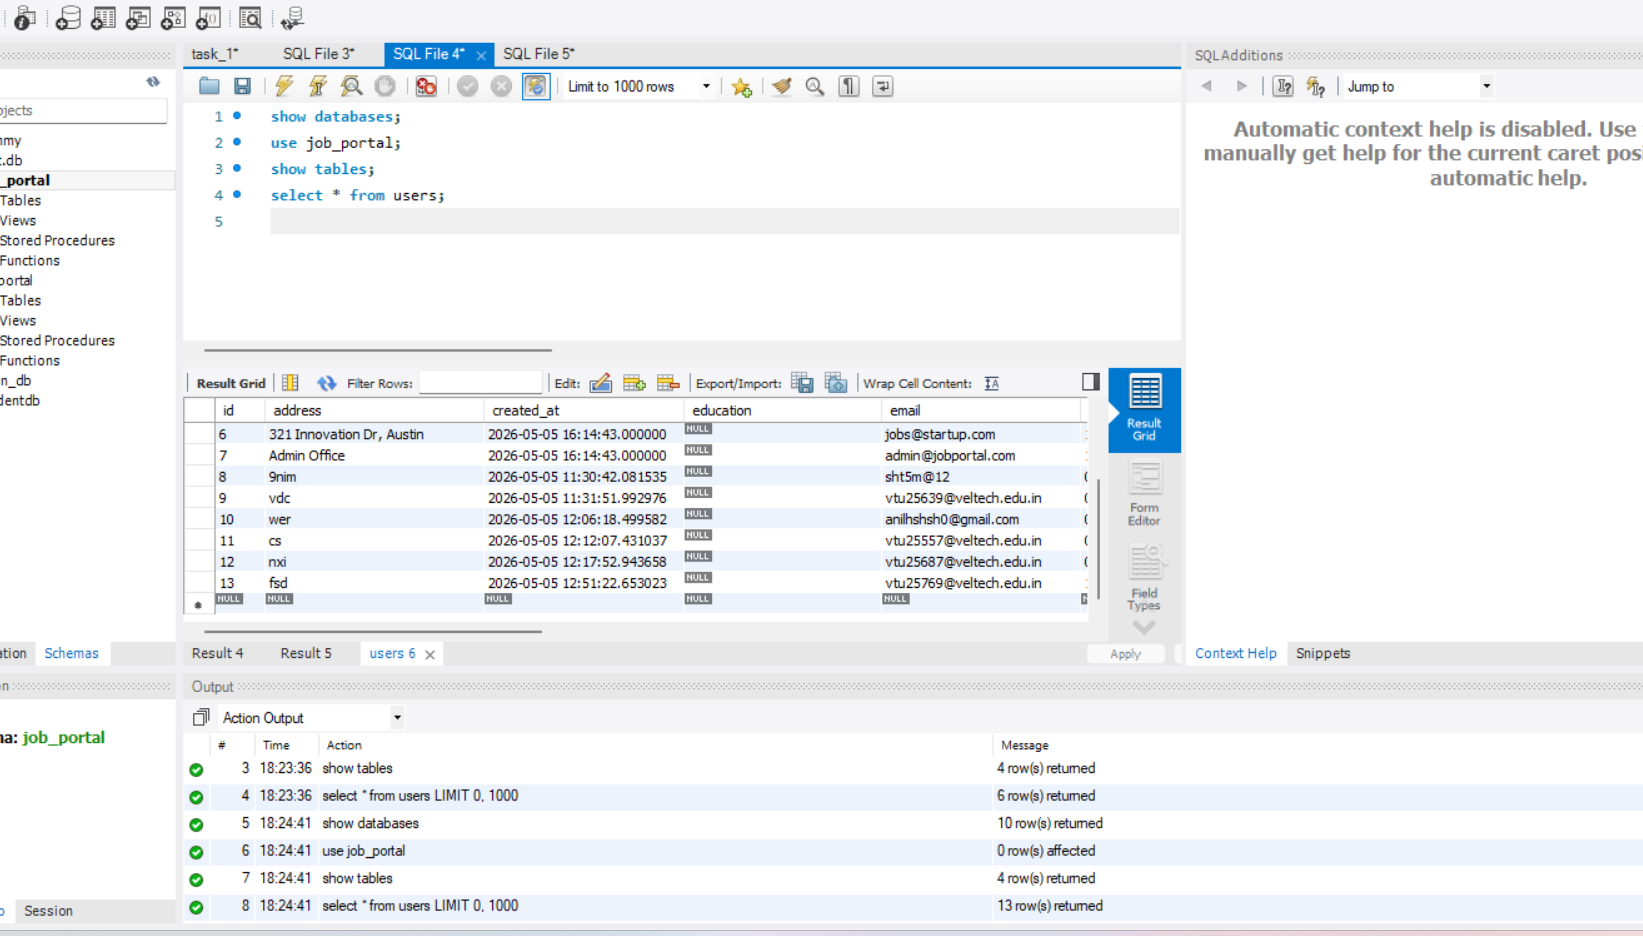 task_1* SQL File 3* SQL File 4* SQL File 5*
SQLAdditions
Limit to 1000 rows
Jump to
1 show databases;
2 use job_portal;
3 show tables;
4 select * from users;
5
Automatic context help is disabled. Use
manually get help for the current caret posi
automatic help.
ojects
t.db
_portal
Tables
Views
Stored Procedures
Functions
portal
Tables
Views
Stored Procedures
Functions
n_db
dentdb
Result Grid Filter Rows: Edit: Export/Import: Wrap Cell Content:
id address created_at education email
6 321 Innovation Dr, Austin 2026-05-05 16:14:43.000000 NULL jobs@startup.com
7 Admin Office 2026-05-05 16:14:43.000000 NULL admin@jobportal.com
8 9nim 2026-05-05 11:30:42.081535 NULL sht5m@12
9 vdc 2026-05-05 11:31:51.992976 NULL vtu25639@veltech.edu.in
10 wer 2026-05-05 12:06:18.499582 NULL anilhshsh0@gmail.com
11 cs 2026-05-05 12:12:07.431037 NULL vtu25557@veltech.edu.in
12 nxi 2026-05-05 12:17:52.943658 NULL vtu25687@veltech.edu.in
13 fsd 2026-05-05 12:51:22.653023 NULL vtu25769@veltech.edu.in
NULL NULL NULL NULL NULL
Result
Grid
Form
Editor
Field
Types
ation Schemas
Result 4 Result 5 users 6 Apply
Context Help Snippets
Output
Action Output
na: job_portal
# Time Action Message
3 18:23:36 show tables 4 row(s) returned
4 18:23:36 select * from users LIMIT 0, 1000 6 row(s) returned
5 18:24:41 show databases 10 row(s) returned
6 18:24:41 use job_portal 0 row(s) affected
7 18:24:41 show tables 4 row(s) returned
8 18:24:41 select * from users LIMIT 0, 1000 13 row(s) returned
Session